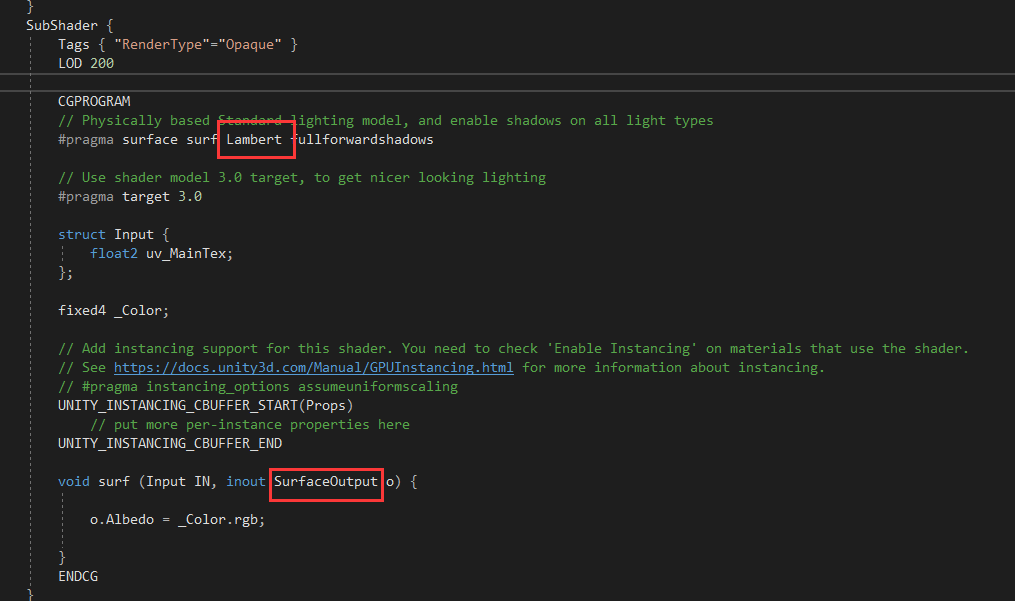 }
SubShader {
Tags { "RenderType"="Opaque" }
LOD 200
CGPROGRAM
// Physically based Standard lighting model, and enable shadows on all light types
#pragma surface surf Lambert fullforwardshadows
// Use shader model 3.0 target, to get nicer looking lighting
#pragma target 3.0
struct Input {
float2 uv_MainTex;
};
fixed4 _Color;
// Add instancing support for this shader. You need to check 'Enable Instancing' on materials that use the shader.
// See https://docs.unity3d.com/Manual/GPUInstancing.html for more information about instancing.
// #pragma instancing_options assumeuniformscaling
UNITY_INSTANCING_CBUFFER_START(Props)
// put more per-instance properties here
UNITY_INSTANCING_CBUFFER_END
void surf (Input IN, inout SurfaceOutput o) {
o.Albedo = _Color.rgb;
}
ENDCG
}